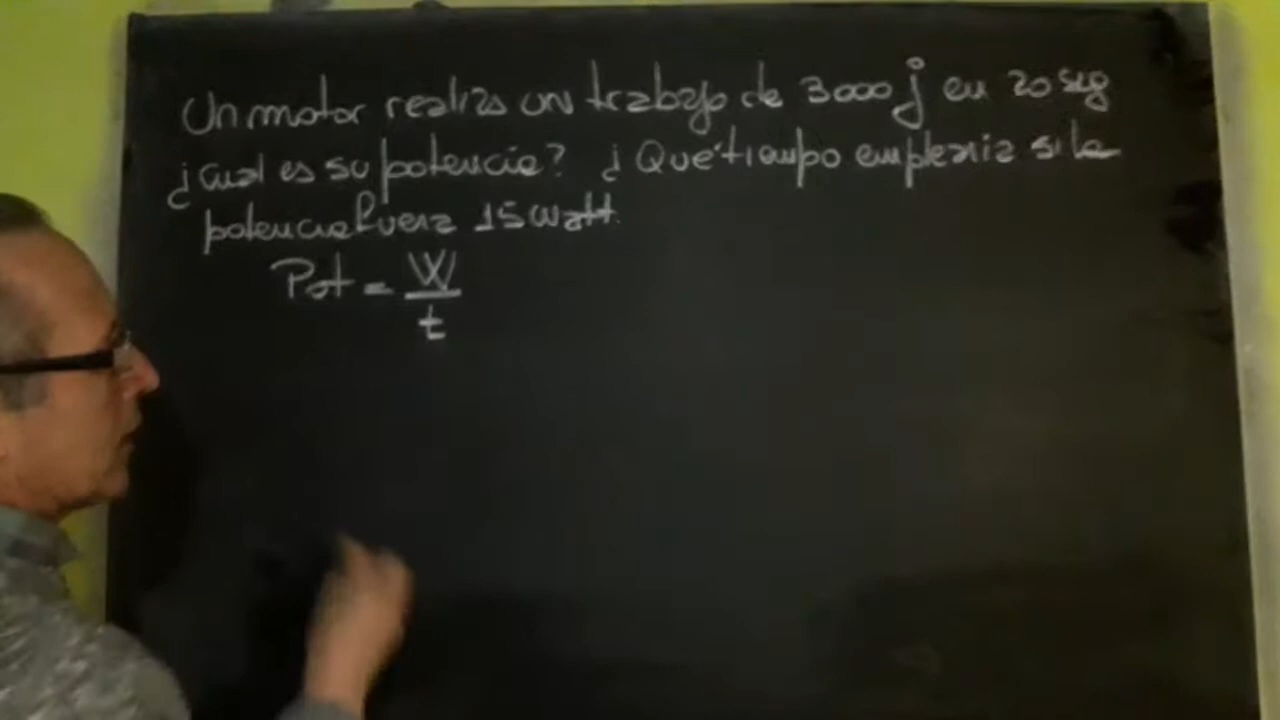 Un motor realiza un trabajo de 3000 j en 20 seg
¿Cual es su potencia? ¿Qué tiempo emplearia si la
potencia fuera 15 watt.
Pot = W
t